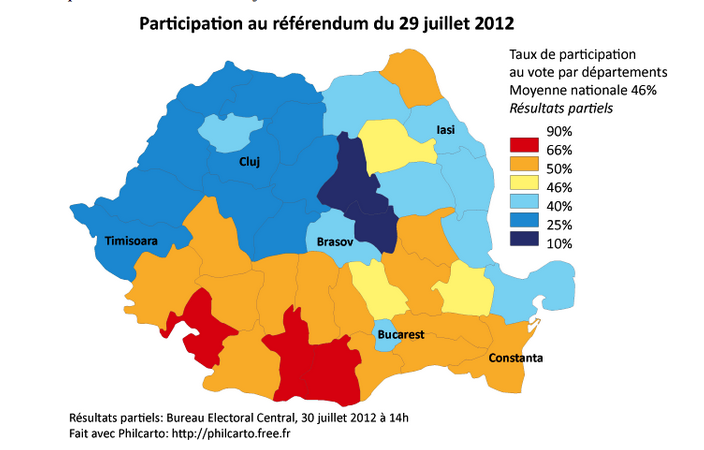 Participation au référendum du 29 juillet 2012
Taux de participation
au vote par départements
Moyenne nationale 46%
Résultats partiels
90%
66%
50%
46%
40%
25%
10%
Iasi
Cluj
Timisoara
Brasov
Bucarest
Constanta
Résultats partiels: Bureau Electoral Central, 30 juillet 2012 à 14h
Fait avec Philcarto: http://philcarto.free.fr